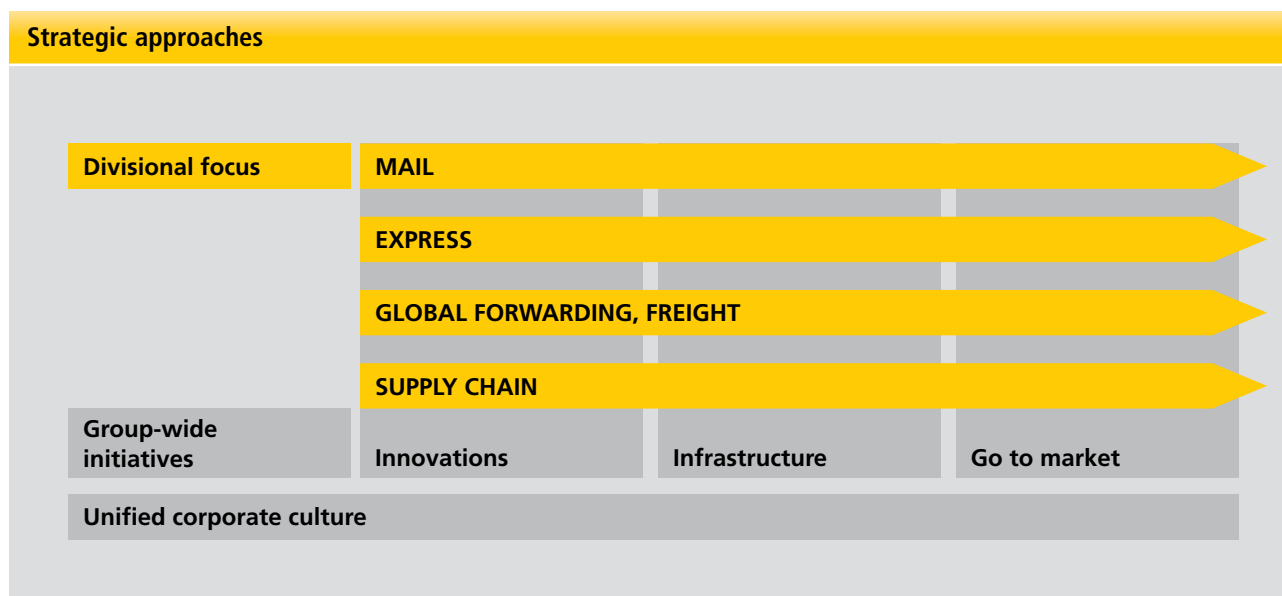 Strategic approaches
Divisional focus
MAIL
EXPRESS
GLOBAL FORWARDING, FREIGHT
SUPPLY CHAIN
Group-wide
initiatives
Innovations
Infrastructure
Go to market
Unified corporate culture